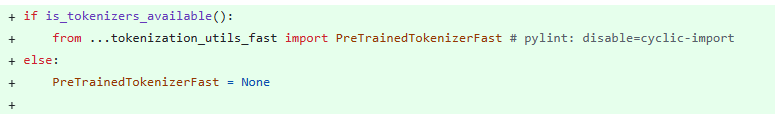 + if is_tokenizers_available():
+     from ...tokenization_utils_fast import PreTrainedTokenizerFast # pylint: disable=cyclic-import
+ else:
+     PreTrainedTokenizerFast = None
+